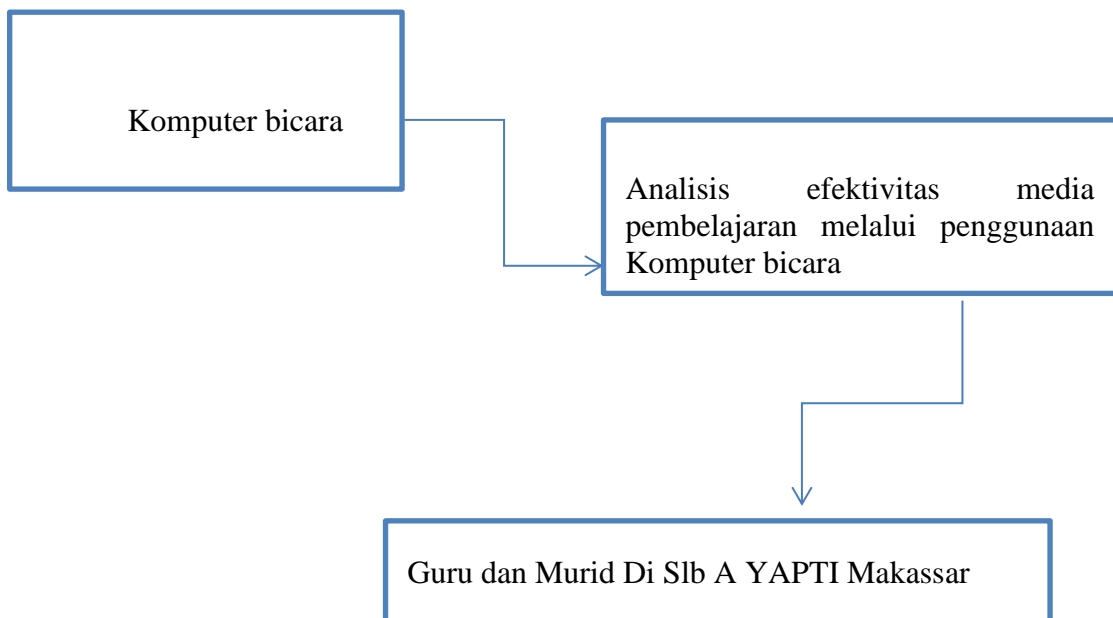 Komputer bicara
Analisis efektivitas media
pembelajaran melalui penggunaan
Komputer bicara
Guru dan Murid Di Slb A YAPTI Makassar